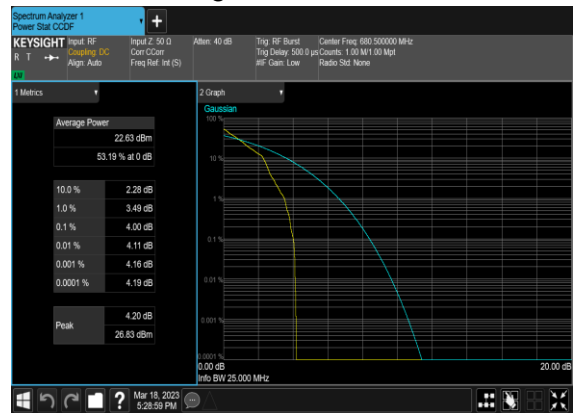 Spectrum Analyzer 1
Power Stat CCDF
KEYSIGHT
R T
LW
Input: RF
Coupling: DC
Align: Auto
Input Z: 50 Ω
Corr CCorr
Freq Ref: Int (S)
Atten: 40 dB
Trig: RF Burst
Trig Delay: 500.0 µs
#IF Gain: Low
Center Freq: 680.500000 MHz
Counts: 1.00 M/1.00 Mpt
Radio Std: None
1 Metrics
Average Power
22.63 dBm
53.19 % at 0 dB
10.0 % 2.28 dB
1.0 % 3.49 dB
0.1 % 4.00 dB
0.01 % 4.11 dB
0.001 % 4.16 dB
0.0001 % 4.19 dB
Peak
4.20 dB
26.83 dBm
2 Graph
Gaussian
100 %
10 %
1 %
0.1 %
0.01 %
0.001 %
0.0001 %
0.00 dB 20.00 dB
Info BW 25.000 MHz
Mar 18, 2023
5:28:59 PM